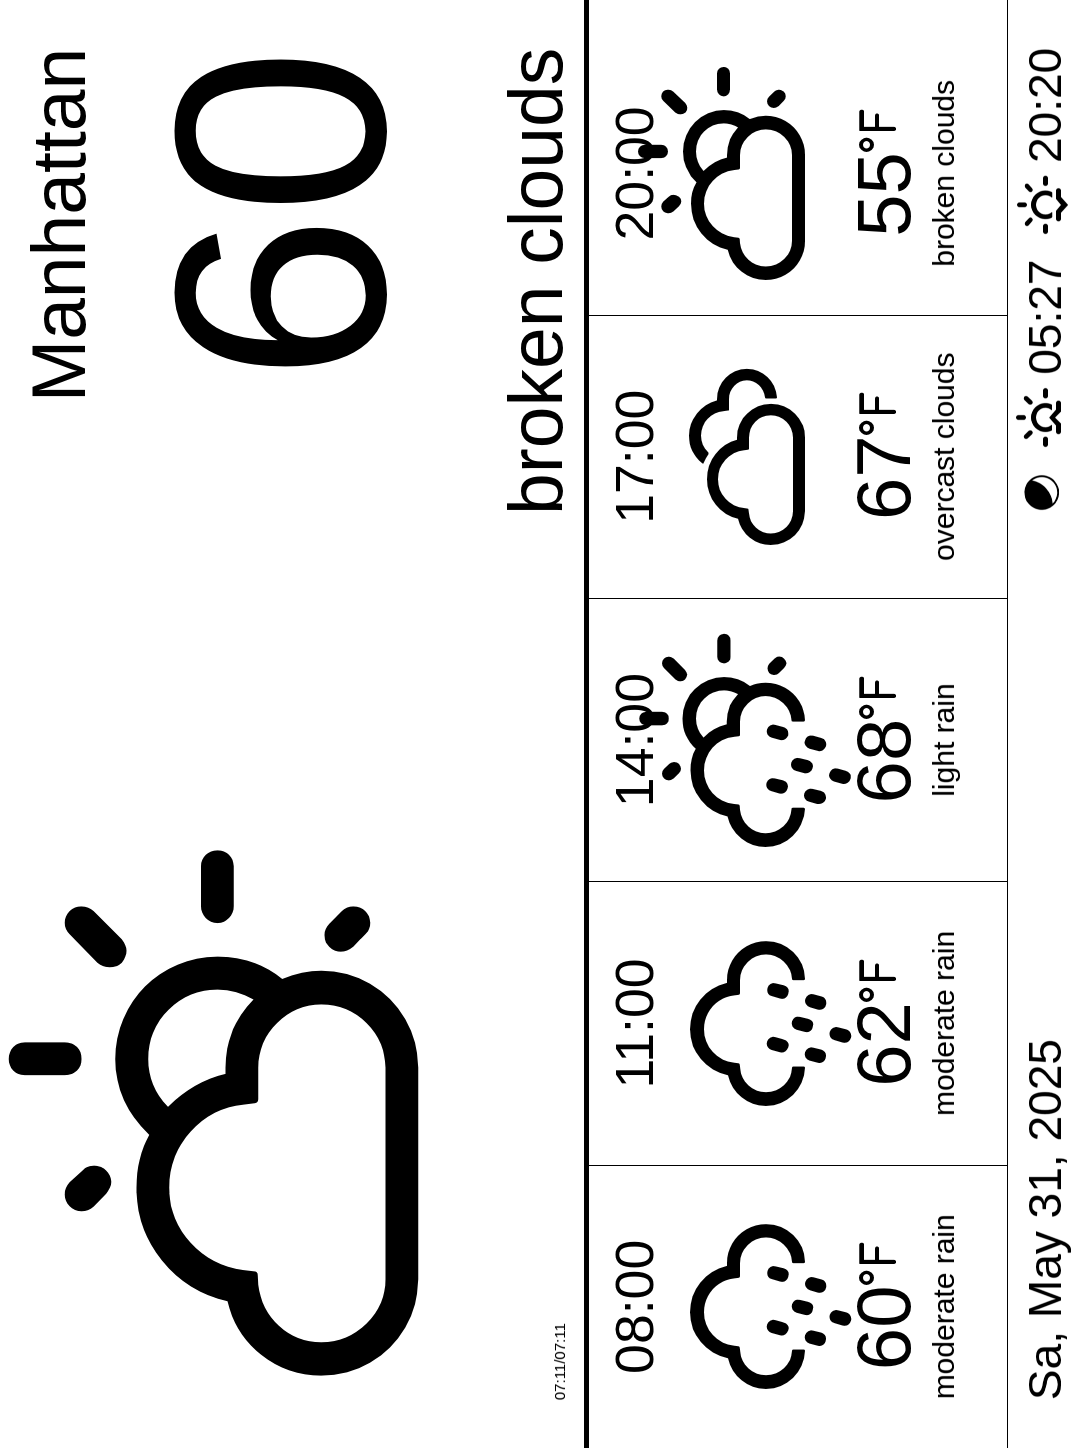 Manhattan
60
broken clouds
07:11/07:11
08:00
60°F
moderate rain
11:00
62°F
moderate rain
14:00
68°F
light rain
17:00
67°F
overcast clouds
20:00
55°F
broken clouds
Sa, May 31, 2025
05:27 20:20